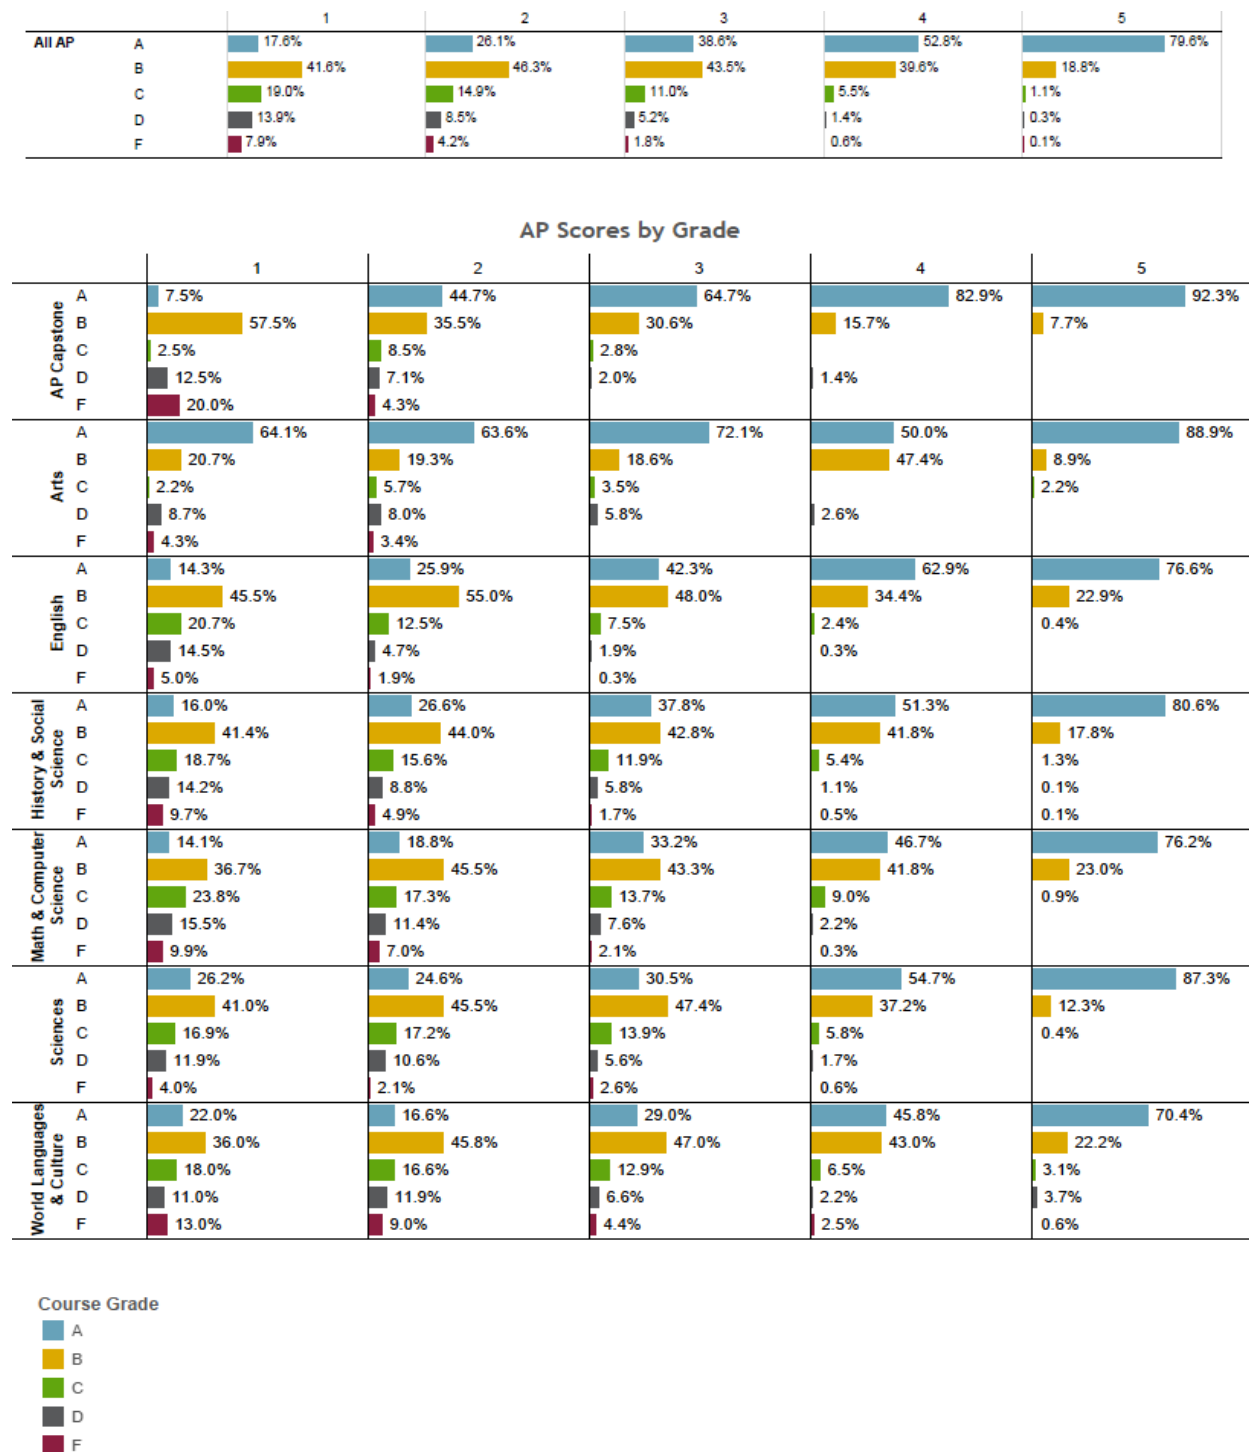 1 2 3 4 5
All AP A 17.6% 26.1% 38.6% 52.8% 79.6%
B 41.6% 46.3% 43.5% 39.6% 18.8%
C 19.0% 14.9% 11.0% 5.5% 1.1%
D 13.9% 8.5% 5.2% 1.4% 0.3%
F 7.9% 4.2% 1.8% 0.6% 0.1%
AP Scores by Grade
1 2 3 4 5
AP Capstone
A 7.5% 44.7% 64.7% 82.9% 92.3%
B 57.5% 35.5% 30.6% 15.7% 7.7%
C 2.5% 8.5% 2.8%
D 12.5% 7.1% 2.0% 1.4%
F 20.0% 4.3%
Arts
A 64.1% 63.6% 72.1% 50.0% 88.9%
B 20.7% 19.3% 18.6% 47.4% 8.9%
C 2.2% 5.7% 3.5% 2.2%
D 8.7% 8.0% 5.8% 2.6%
F 4.3% 3.4%
English
A 14.3% 25.9% 42.3% 62.9% 76.6%
B 45.5% 55.0% 48.0% 34.4% 22.9%
C 20.7% 12.5% 7.5% 2.4% 0.4%
D 14.5% 4.7% 1.9% 0.3%
F 5.0% 1.9% 0.3%
History & Social
Science
A 16.0% 26.6% 37.8% 51.3% 80.6%
B 41.4% 44.0% 42.8% 41.8% 17.8%
C 18.7% 15.6% 11.9% 5.4% 1.3%
D 14.2% 8.8% 5.8% 1.1% 0.1%
F 9.7% 4.9% 1.7% 0.5% 0.1%
Math & Computer
Science
A 14.1% 18.8% 33.2% 46.7% 76.2%
B 36.7% 45.5% 43.3% 41.8% 23.0%
C 23.8% 17.3% 13.7% 9.0% 0.9%
D 15.5% 11.4% 7.6% 2.2%
F 9.9% 7.0% 2.1% 0.3%
Sciences
A 26.2% 24.6% 30.5% 54.7% 87.3%
B 41.0% 45.5% 47.4% 37.2% 12.3%
C 16.9% 17.2% 13.9% 5.8% 0.4%
D 11.9% 10.6% 5.6% 1.7%
F 4.0% 2.1% 2.6% 0.6%
World Languages
& Culture
A 22.0% 16.6% 29.0% 45.8% 70.4%
B 36.0% 45.8% 47.0% 43.0% 22.2%
C 18.0% 16.6% 12.9% 6.5% 3.1%
D 11.0% 11.9% 6.6% 2.2% 3.7%
F 13.0% 9.0% 4.4% 2.5% 0.6%
Course Grade
A
B
C
D
F